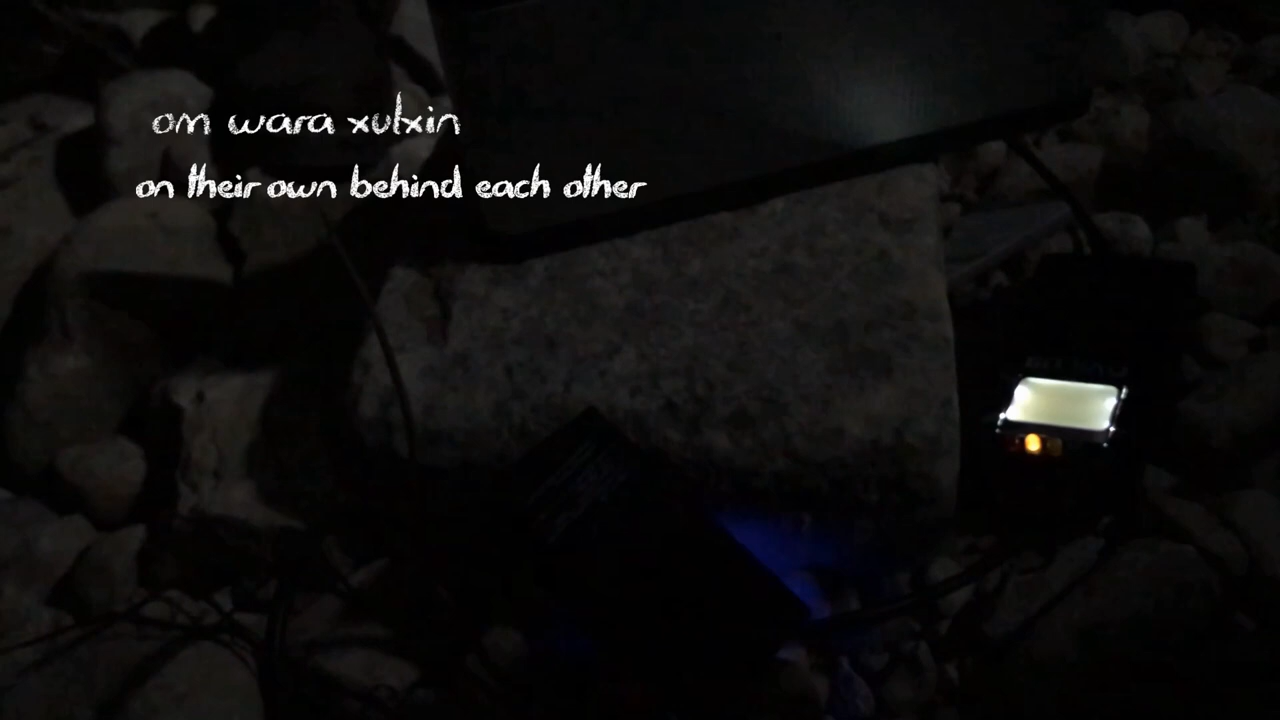 om wara xulxin
on their own behind each other